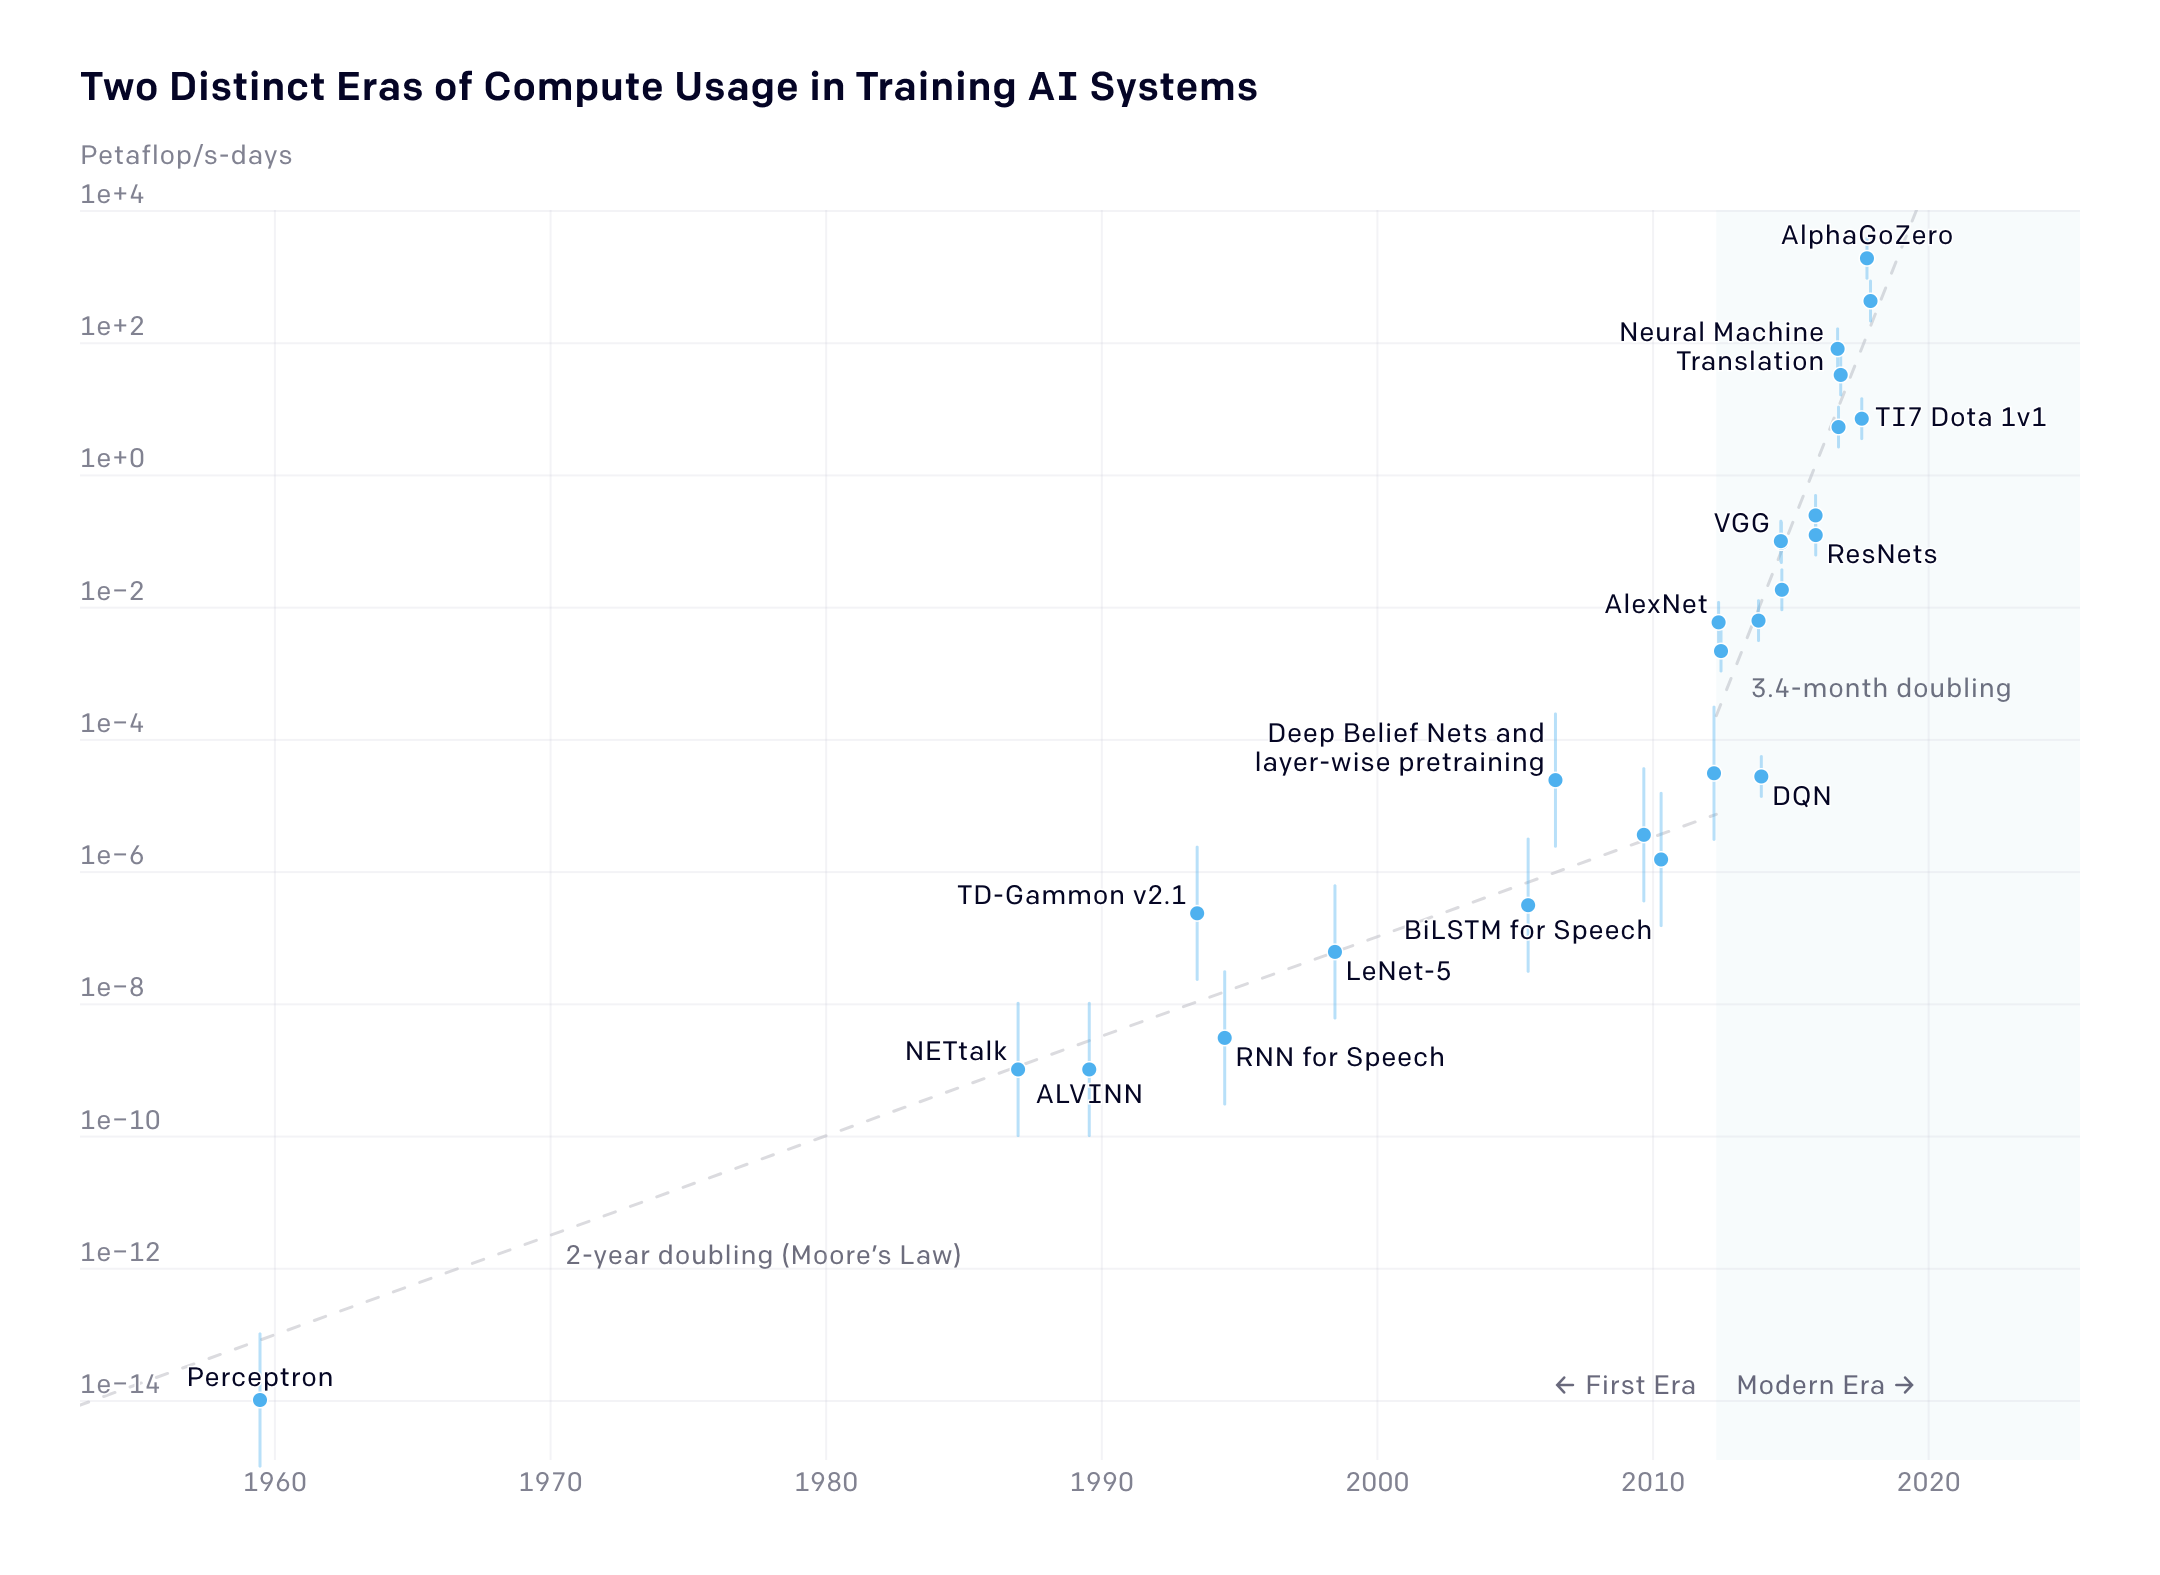 Two Distinct Eras of Compute Usage in Training AI Systems
Petaflop/s-days
1e+4
AlphaGoZero
1e+2
Neural Machine
Translation
TI7 Dota 1v1
1e+0
VGG
ResNets
1e−2
AlexNet
3.4-month doubling
1e−4
Deep Belief Nets and
layer-wise pretraining
DQN
1e−6
TD-Gammon v2.1
BiLSTM for Speech
LeNet-5
1e−8
NETtalk
RNN for Speech
ALVINN
1e−10
1e−12
2-year doubling (Moore’s Law)
Perceptron
1e−14
← First Era
Modern Era →
1960
1970
1980
1990
2000
2010
2020